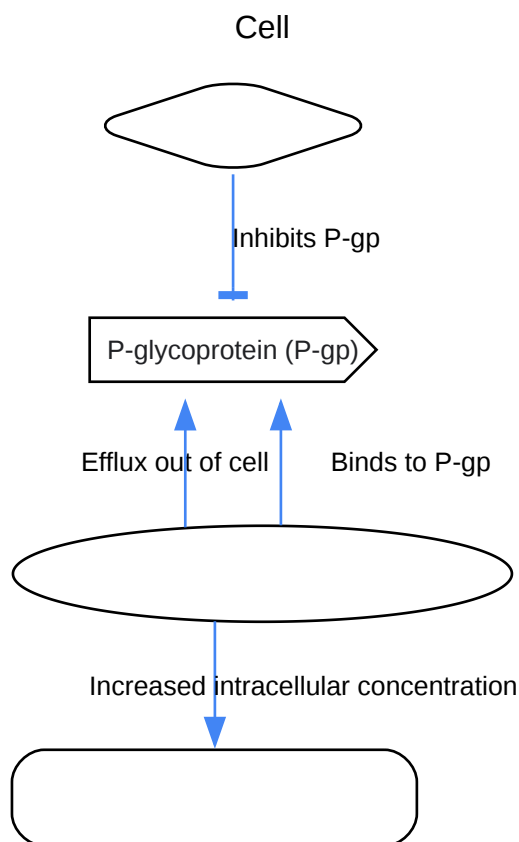 Cell
Inhibits P-gp
P-glycoprotein (P-gp)
Efflux out of cell
Binds to P-gp
Increased intracellular concentration